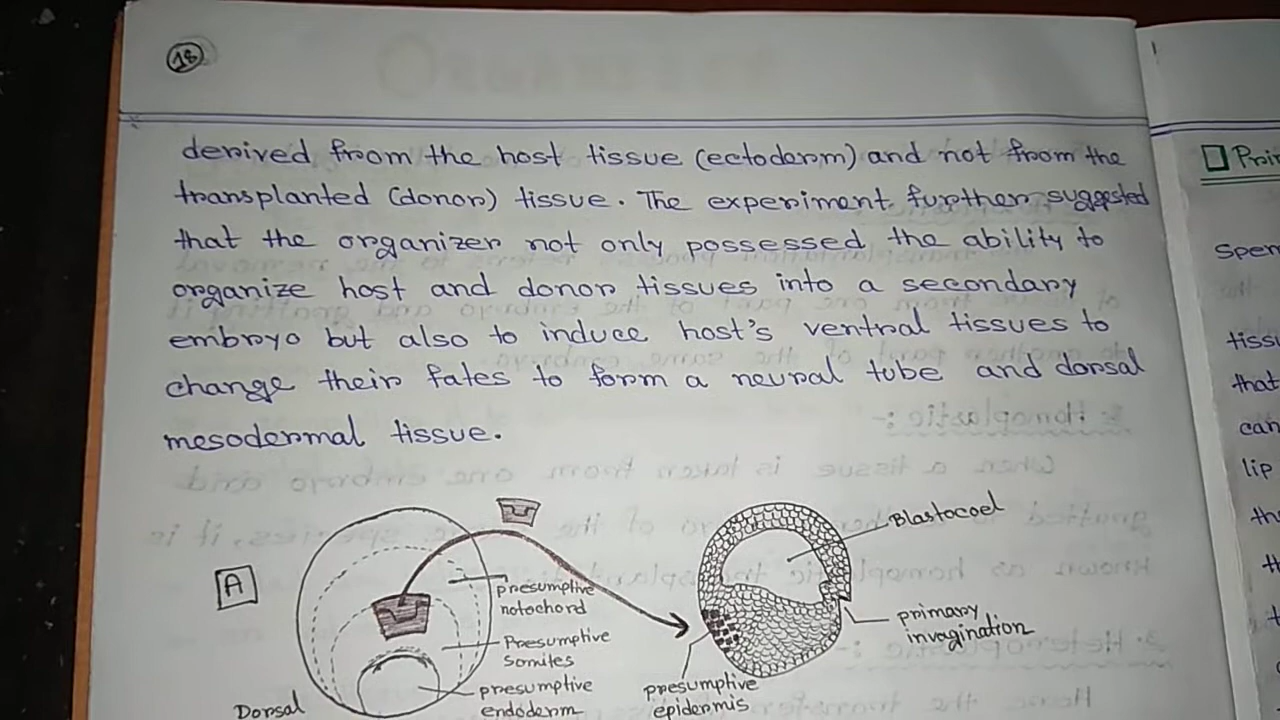 18
derived from the host tissue (ectoderm) and not from the
transplanted (donor) tissue. The experiment further suggested
that the organizer not only possessed the ability to
organize host and donor tissues into a secondary
embryo but also to induce host's ventral tissues to
change their fates to form a neural tube and dorsal
mesodermal tissue.
A
presumptive
notochord
Presumptive
somites
presumptive
endoderm
Dorsal
Blastocoel
primary
invagination
presumptive
epidermis
that
can
lip